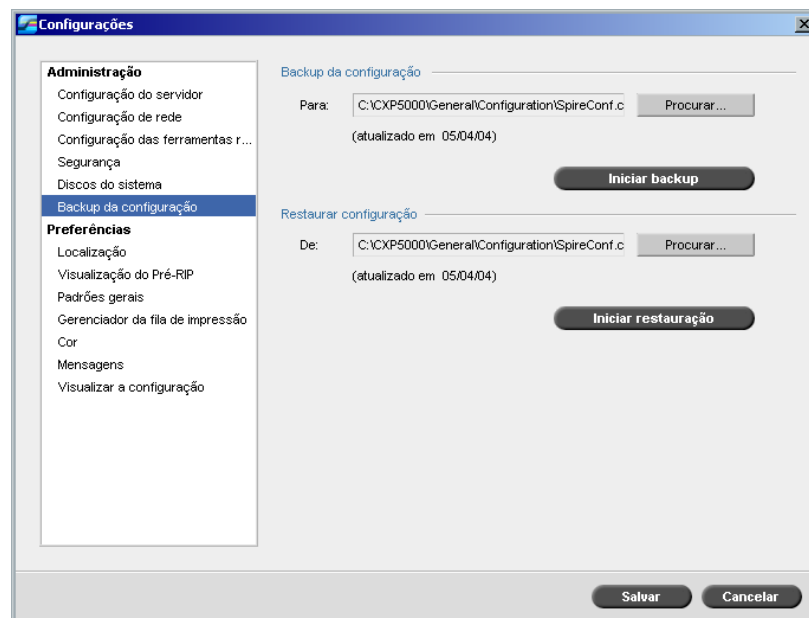 Configurações
Administração
Configuração do servidor
Configuração de rede
Configuração das ferramentas r...
Segurança
Discos do sistema
Backup da configuração
Preferências
Localização
Visualização do Pré-RIP
Padrões gerais
Gerenciador da fila de impressão
Cor
Mensagens
Visualizar a configuração
Backup da configuração
Para: C:\CXP5000\General\Configuration\SpireConf.c Procurar...
(atualizado em 05/04/04)
Iniciar backup
Restaurar configuração
De: C:\CXP5000\General\Configuration\SpireConf.c Procurar...
(atualizado em 05/04/04)
Iniciar restauração
Salvar Cancelar